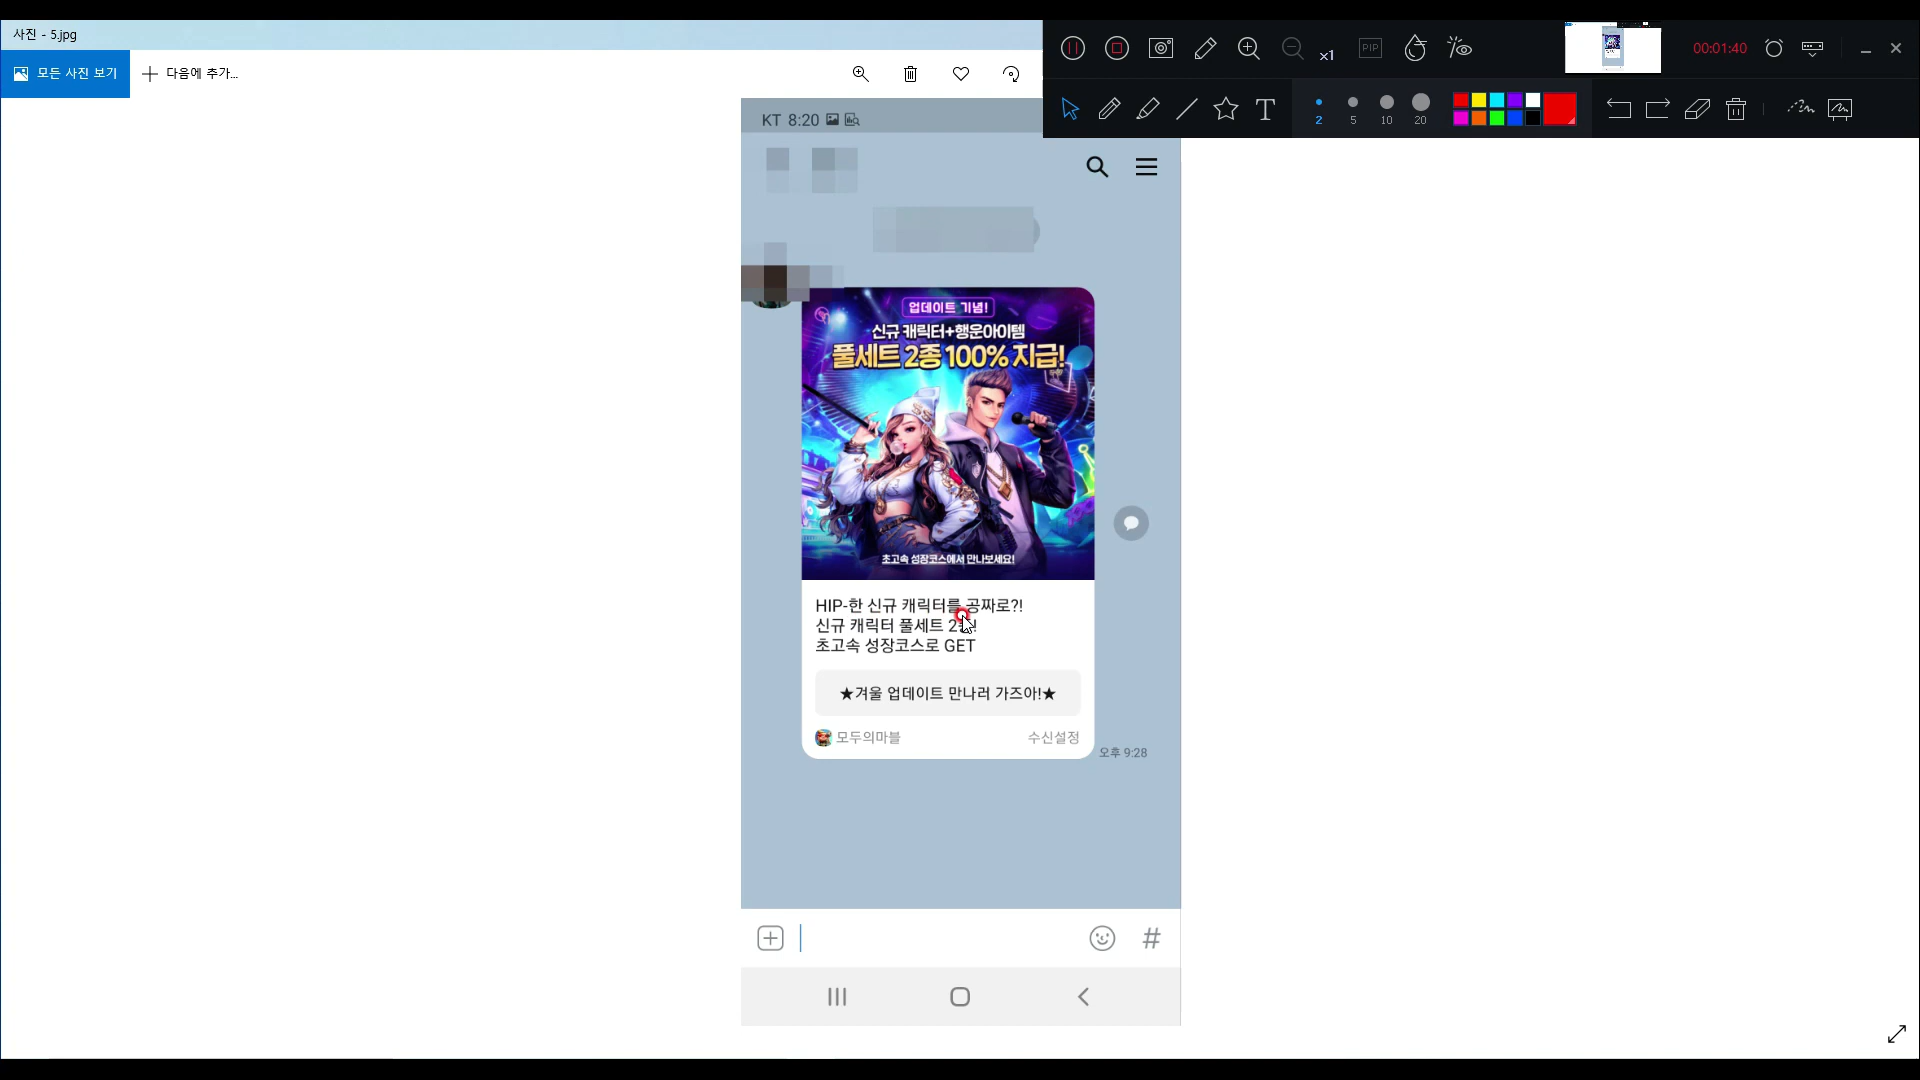 사진 - 5.jpg
모든 사진 보기
다음에 추가...
x1
PIP
00:01:40
T
2
5
10
20
KT 8:20
업데이트 기념!
신규 캐릭터+행운아이템
풀세트 2종 100% 지급!
초고속 성장코스에서 만나보세요!
HIP-한 신규 캐릭터를 공짜로?!
신규 캐릭터 풀세트
초고속 성장코스로 GET
★겨울 업데이트 만나러 가즈아!★
모두의마블
수신설정
오후 9:28
#